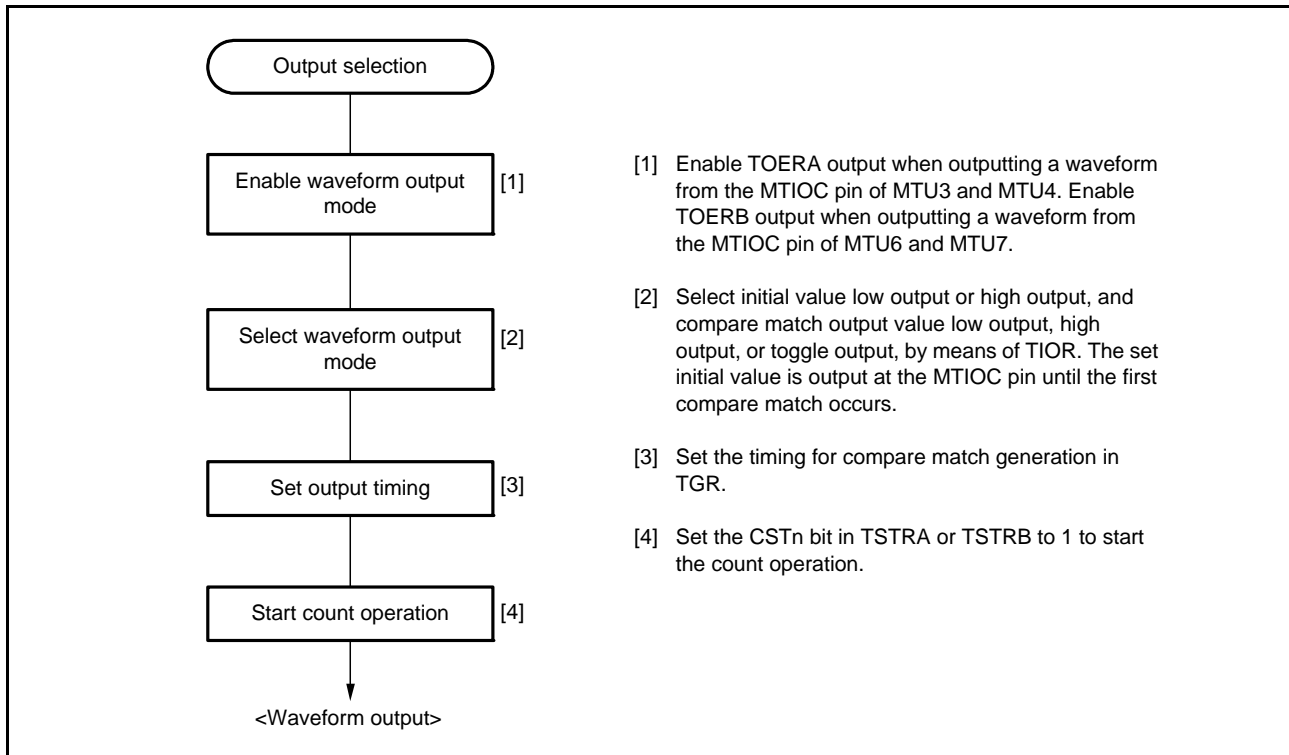 Output selection
Enable waveform output
mode
[1]
Select waveform output
mode
[2]
Set output timing
[3]
Start count operation
[4]
<Waveform output>
[1] Enable TOERA output when outputting a waveform
from the MTIOC pin of MTU3 and MTU4. Enable
TOERB output when outputting a waveform from
the MTIOC pin of MTU6 and MTU7.
[2] Select initial value low output or high output, and
compare match output value low output, high
output, or toggle output, by means of TIOR. The set
initial value is output at the MTIOC pin until the first
compare match occurs.
[3] Set the timing for compare match generation in
TGR.
[4] Set the CSTn bit in TSTRA or TSTRB to 1 to start
the count operation.